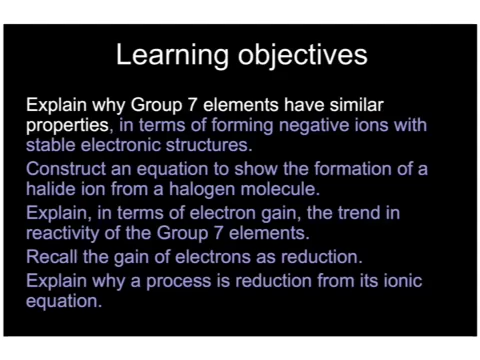 Learning objectives
Explain why Group 7 elements have similar
properties, in terms of forming negative ions with
stable electronic structures.
Construct an equation to show the formation of a
halide ion from a halogen molecule.
Explain, in terms of electron gain, the trend in
reactivity of the Group 7 elements.
Recall the gain of electrons as reduction.
Explain why a process is reduction from its ionic
equation.